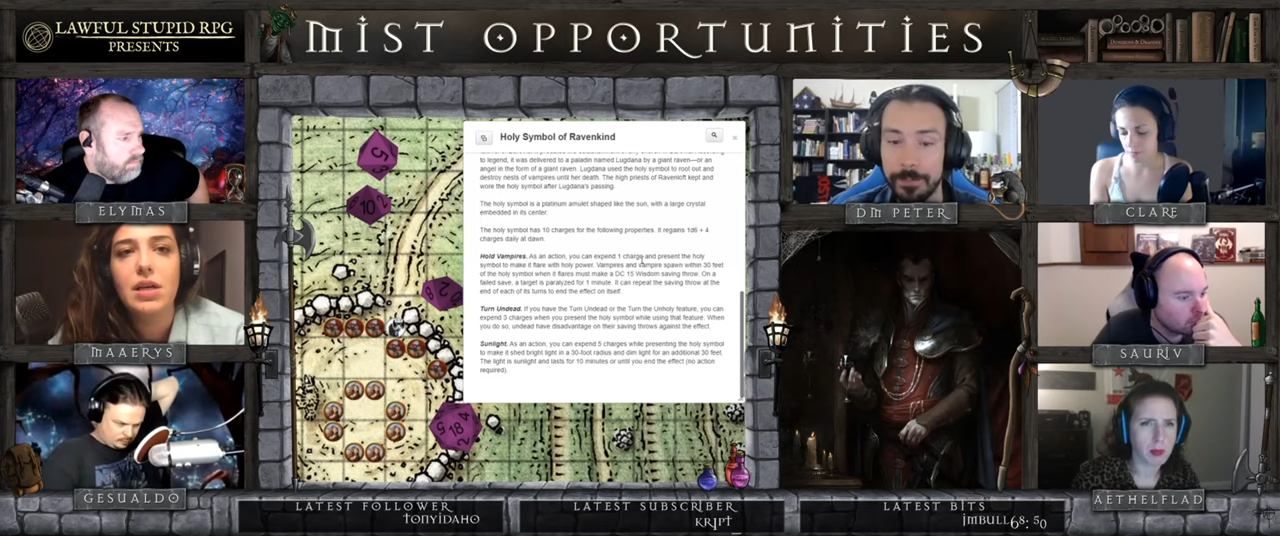 LAWFUL STUPID RPG
PRESENTS
MIST OPPORTUNITIES
Holy Symbol of Ravenkind
to legend, it was delivered to a paladin named Lugdana by a giant raven—or an
angel in the form of a giant raven. Lugdana used the holy symbol to root out and
destroy nests of vampires until her death. The high priests of Ravenloft kept and
wore the holy symbol after Lugdana's passing.
The holy symbol is a platinum amulet shaped like the sun, with a large crystal
embedded in its center.
The holy symbol has 10 charges for the following properties. It regains 1d6 + 4
charges daily at dawn.
Hold Vampires. As an action, you can expend 1 charge and present the holy
symbol to make it flare with holy power. Vampires and vampire spawn within 30 feet
of the holy symbol when it flares must make a DC 15 Wisdom saving throw. On a
failed save, a target is paralyzed for 1 minute. It can repeat the saving throw at the
end of each of its turns to end the effect on itself.
Turn Undead. If you have the Turn Undead or the Turn the Unholy feature, you can
expend 3 charges when you present the holy symbol while using that feature. When
you do so, undead have disadvantage on their saving throws against the effect.
Sunlight. As an action, you can expend 5 charges while presenting the holy symbol
to make it shed bright light in a 30-foot radius and dim light for an additional 30 feet.
The light is sunlight and lasts for 10 minutes or until you end the effect (no action
required).
5
10
2
8
5
18
4
2
ELYMAS
MAAERYS
GESUALDO
DM PETER
CLARE
SAURIV
AETHELFLAD
LATEST FOLLOWER
TONYIDAHO
LATEST SUBSCRIBER
KRIPT
LATEST BITS
JMBULL68: 50